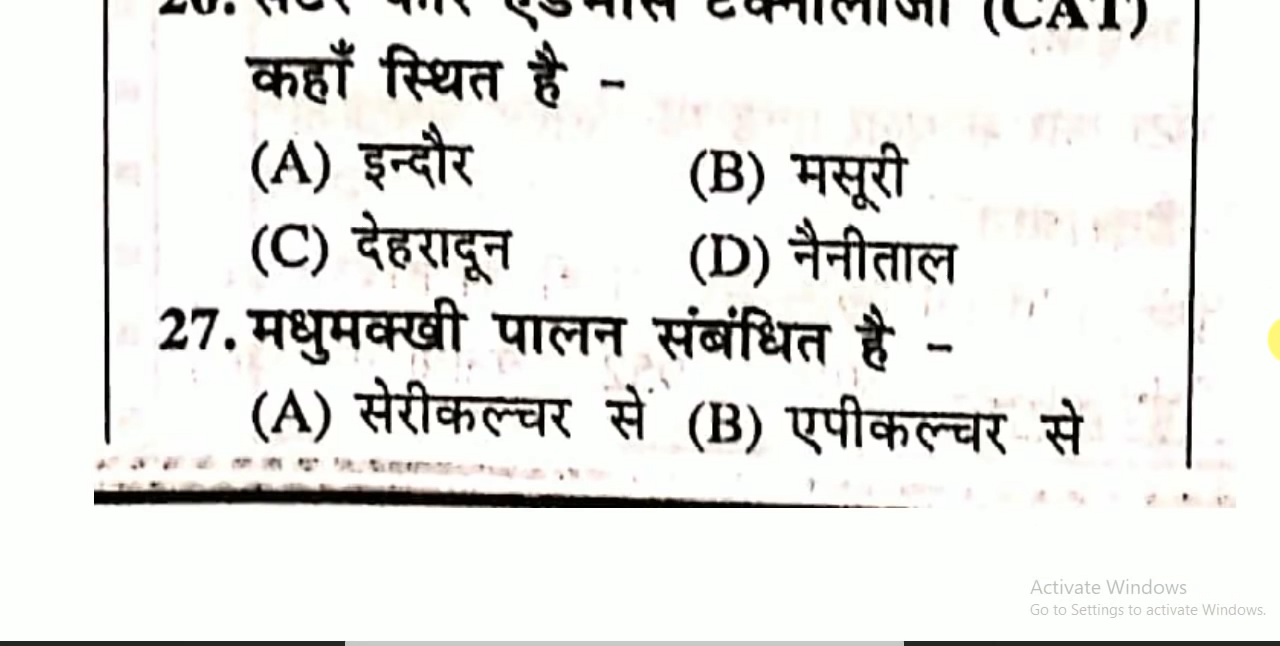 (CAT)
कहाँ स्थित है -
(A) इन्दौर (B) मसूरी
(C) देहरादून (D) नैनीताल
27. मधुमक्खी पालन संबंधित है -
(A) सेरीकल्चर से (B) एपीकल्चर से
Activate Windows
Go to Settings to activate Windows.